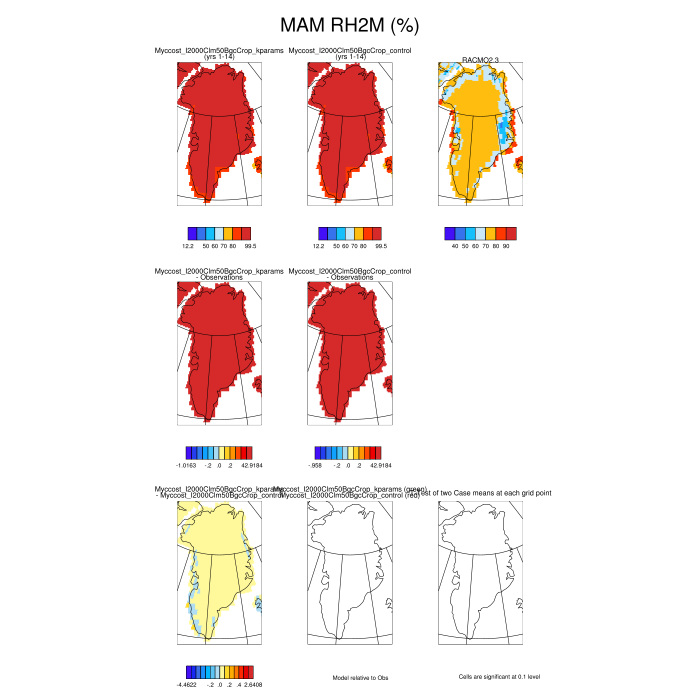 MAM RH2M (%)
Myccost_I2000Clm50BgcCrop_kparams
(yrs 1-14)
Myccost_I2000Clm50BgcCrop_control
(yrs 1-14)
RACMO2.3
12.2 50 60 70 80 99.5
12.2 50 60 70 80 99.5
40 50 60 70 80 90
Myccost_I2000Clm50BgcCrop_kparams
- Observations
Myccost_I2000Clm50BgcCrop_control
- Observations
-1.0163 -.2 .0 .2 42.9184
-.958 -.2 .0 .2 42.9184
Myccost_I2000Clm50BgcCrop_kparams
- Myccost_I2000Clm50BgcCrop_control
Myccost_I2000Clm50BgcCrop_kparams (green)
Myccost_I2000Clm50BgcCrop_control (red)
est of two Case means at each grid point
-4.4622 -.2 .0 .2 .4 2.6408
Model relative to Obs
Cells are significant at 0.1 level